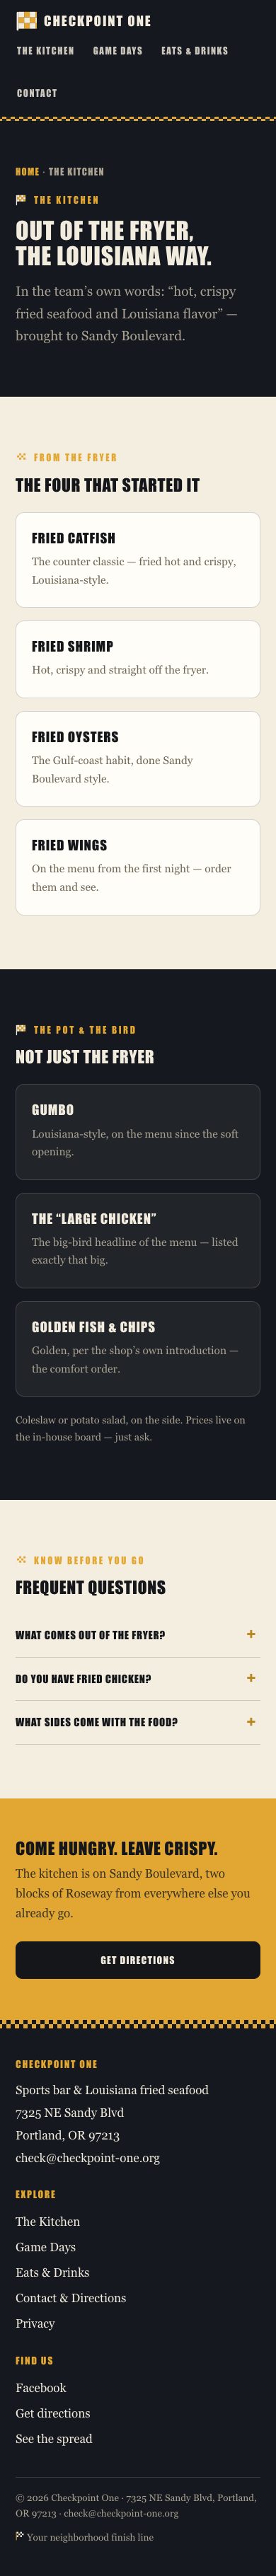 CHECKPOINT ONE
THE KITCHEN GAME DAYS EATS & DRINKS
CONTACT
HOME · THE KITCHEN
THE KITCHEN
OUT OF THE FRYER,
THE LOUISIANA WAY.
In the team’s own words: “hot, crispy
fried seafood and Louisiana flavor” —
brought to Sandy Boulevard.
FROM THE FRYER
THE FOUR THAT STARTED IT
FRIED CATFISH
The counter classic — fried hot and crispy,
Louisiana-style.
FRIED SHRIMP
Hot, crispy and straight off the fryer.
FRIED OYSTERS
The Gulf-coast habit, done Sandy
Boulevard style.
FRIED WINGS
On the menu from the first night — order
them and see.
THE POT & THE BIRD
NOT JUST THE FRYER
GUMBO
Louisiana-style, on the menu since the soft
opening.
THE “LARGE CHICKEN”
The big-bird headline of the menu — listed
exactly that big.
GOLDEN FISH & CHIPS
Golden, per the shop’s own introduction —
the comfort order.
Coleslaw or potato salad, on the side. Prices live on
the in-house board — just ask.
KNOW BEFORE YOU GO
FREQUENT QUESTIONS
WHAT COMES OUT OF THE FRYER? +
DO YOU HAVE FRIED CHICKEN? +
WHAT SIDES COME WITH THE FOOD? +
COME HUNGRY. LEAVE CRISPY.
The kitchen is on Sandy Boulevard, two
blocks of Roseway from everywhere else you
already go.
GET DIRECTIONS
CHECKPOINT ONE
Sports bar & Louisiana fried seafood
7325 NE Sandy Blvd
Portland, OR 97213
check@checkpoint-one.org
EXPLORE
The Kitchen
Game Days
Eats & Drinks
Contact & Directions
Privacy
FIND US
Facebook
Get directions
See the spread
© 2026 Checkpoint One · 7325 NE Sandy Blvd, Portland,
OR 97213 · check@checkpoint-one.org
Your neighborhood finish line